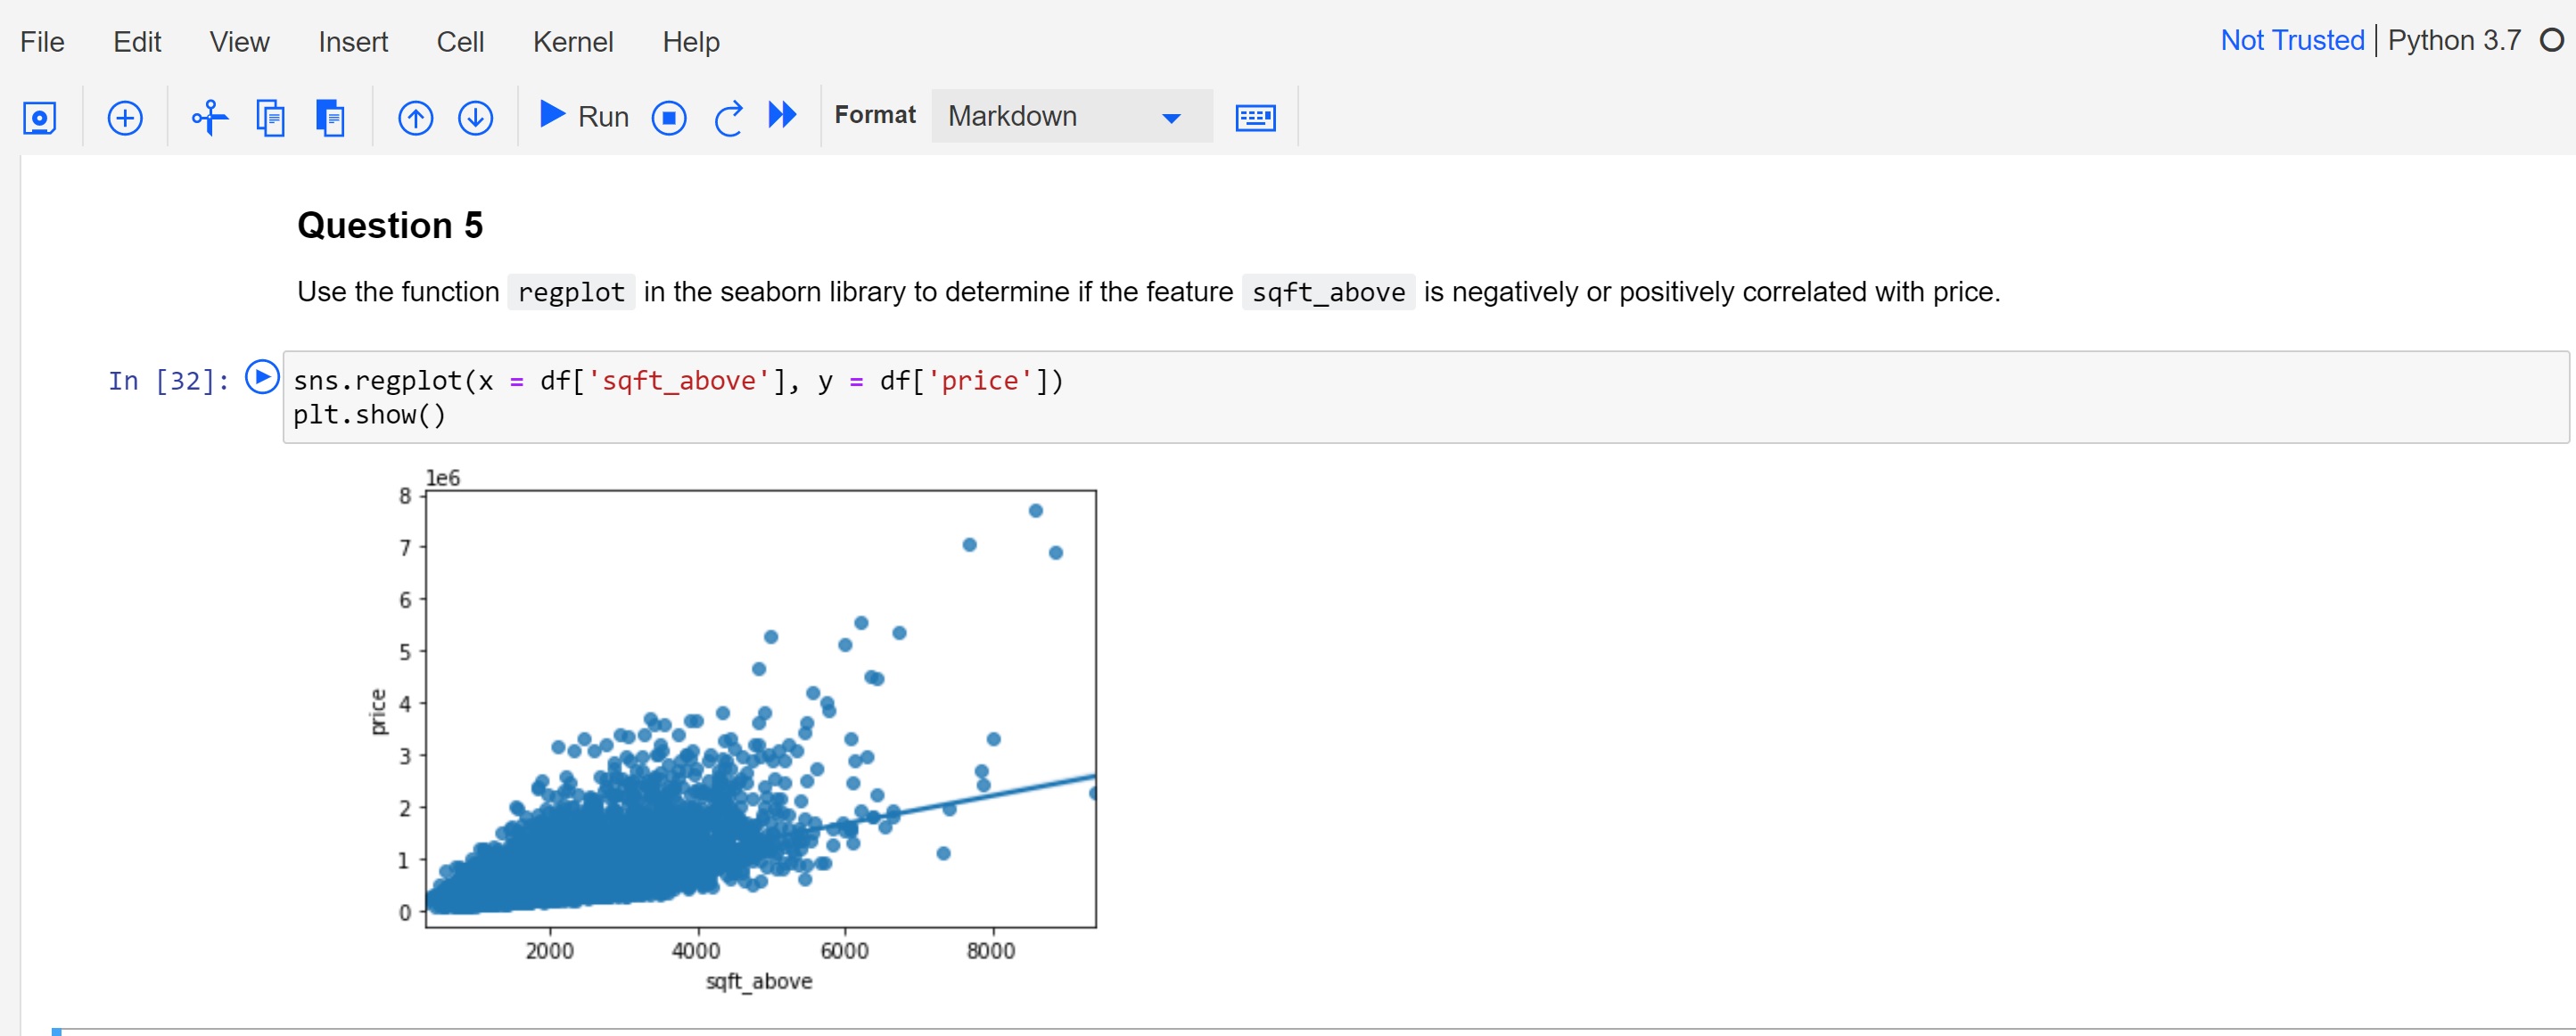 File Edit View Insert Cell Kernel Help Not Trusted | Python 3.7
Run Format Markdown
Question 5
Use the function regplot in the seaborn library to determine if the feature sqft_above is negatively or positively correlated with price.
In [32]: sns.regplot(x = df['sqft_above'], y = df['price'])
plt.show()
1e6
8
7
6
5
4
3
2
1
0
price
2000 4000 6000 8000
sqft_above